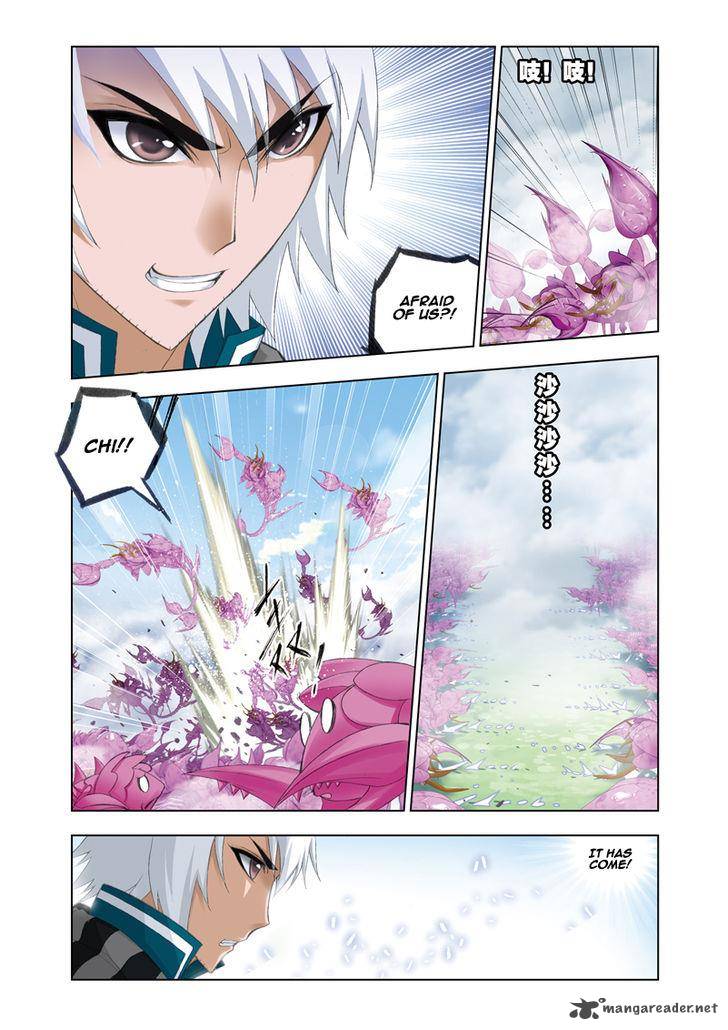 AFRAID
OF US?!
吱！吱！
CHI!!
沙沙沙沙……
IT HAS
COME!
mangareader.net